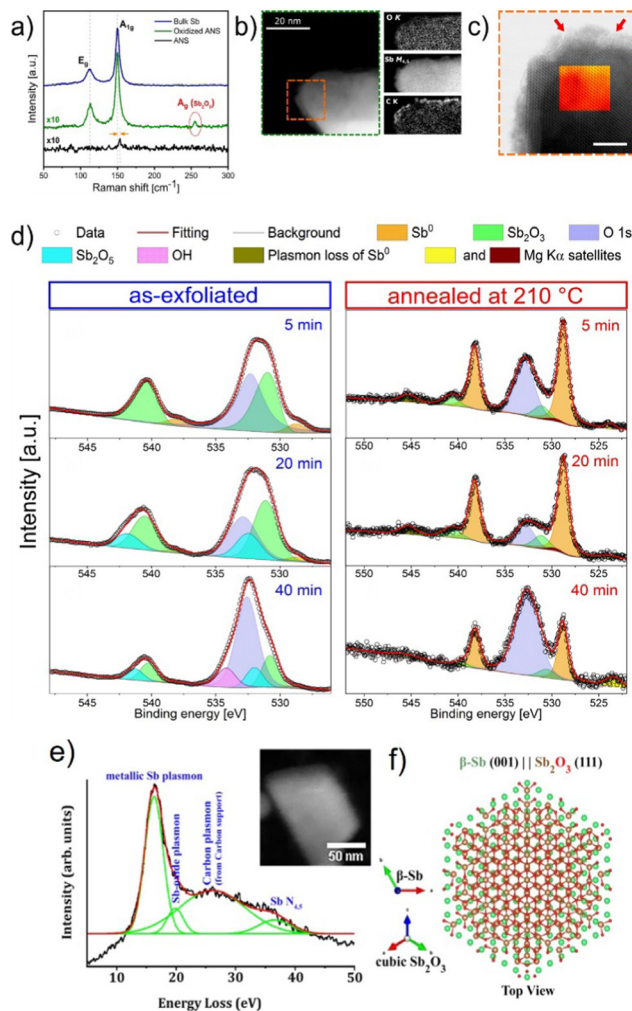 a)
Intensity [a.u.]
Bulk Sb
Oxidized ANS
ANS
A1g
Eg
Ag (Sb2O3)
x10
x10
50 100 150 200 250 300
Raman shift [cm-1]
b)
20 nm
O K
Sb M4,5
C K
c)
d)
Data Fitting Background Sb0 Sb2O3 O 1s
Sb2O5 OH Plasmon loss of Sb0 and Mg Kα satellites
as-exfoliated
annealed at 210 °C
Intensity [a.u.]
5 min
545 540 535 530
20 min
545 540 535 530
40 min
545 540 535 530
Binding energy [eV]
5 min
550 545 540 535 530 525
20 min
550 545 540 535 530 525
40 min
550 545 540 535 530 525
Binding energy [eV]
e)
Intensity (arb. units)
metallic Sb plasmon
Sb-oxide plasmon
Carbon plasmon
(from Carbon support)
Sb N4,5
50 nm
10 20 30 40 50
Energy Loss (eV)
f)
β-Sb (001) || Sb2O3 (111)
β-Sb
cubic Sb2O3
Top View